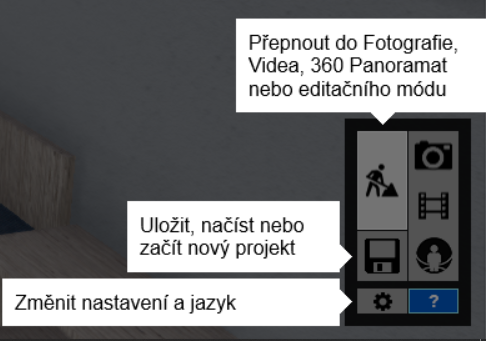 Přepnout do Fotografie,
Videa, 360 Panoramat
nebo editačního módu
Uložit, načíst nebo
začít nový projekt
Změnit nastavení a jazyk
?